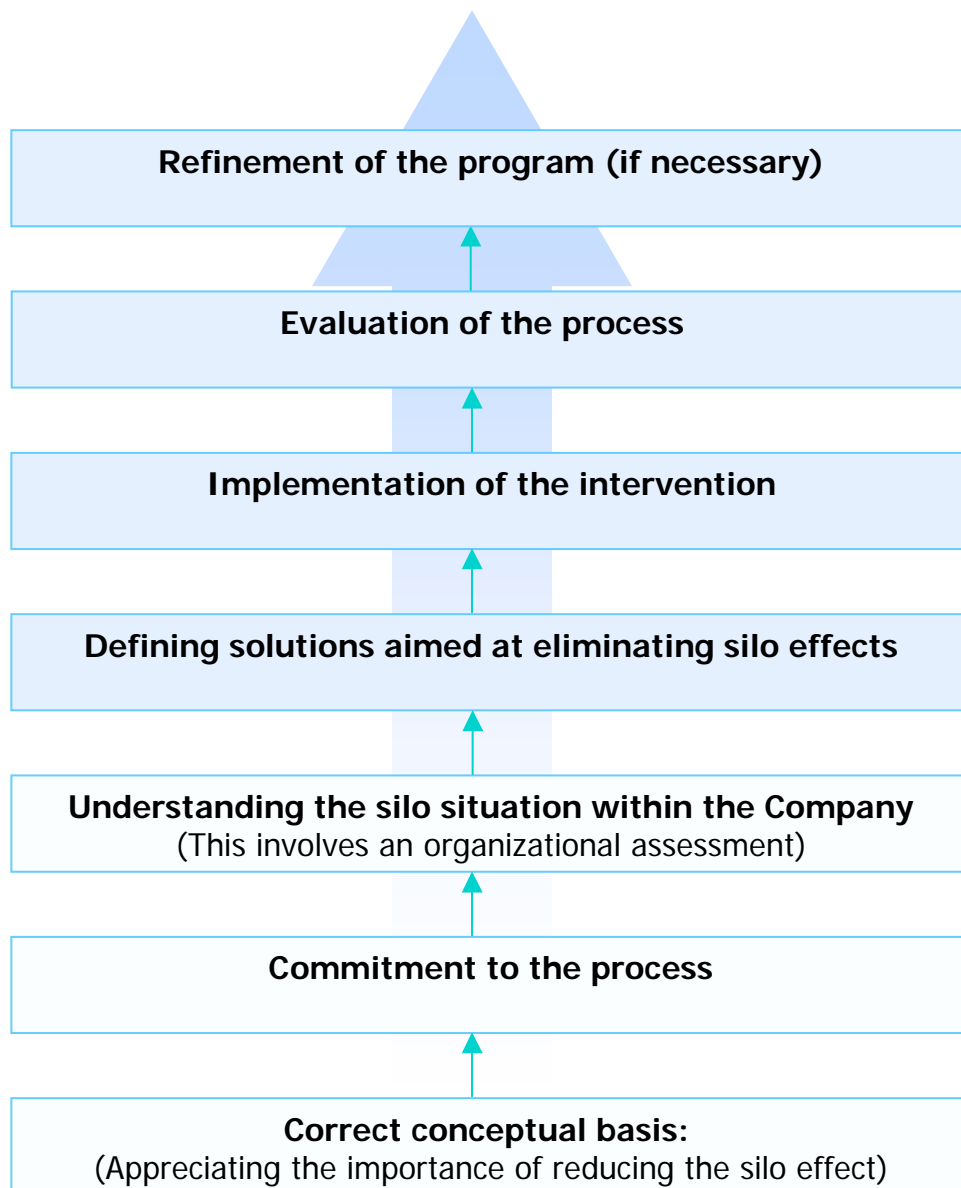 Refinement of the program (if necessary)
Evaluation of the process
Implementation of the intervention
Defining solutions aimed at eliminating silo effects
Understanding the silo situation within the Company
(This involves an organizational assessment)
Commitment to the process
Correct conceptual basis:
(Appreciating the importance of reducing the silo effect)